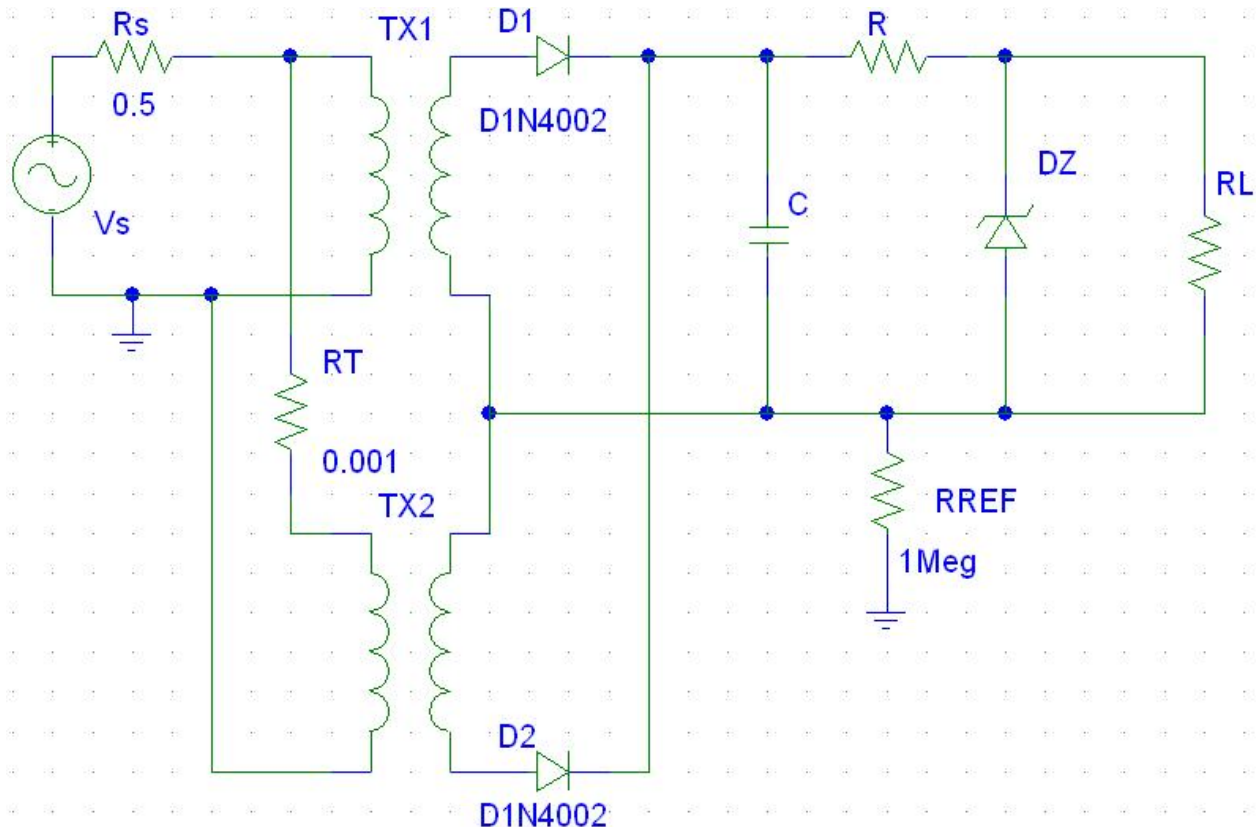 Rs
0.5
Vs
TX1
D1
D1N4002
R
C
DZ
RL
RT
0.001
TX2
RREF
1Meg
D2
D1N4002